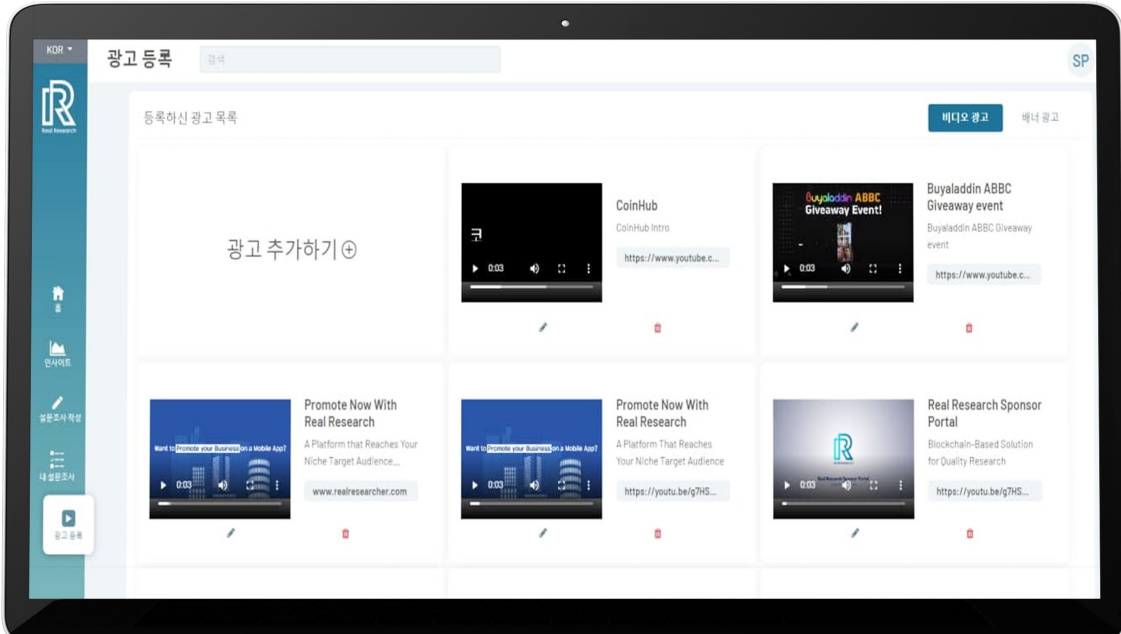 KOR
광고 등록
검색
SP
Real Research
홈
인사이트
설문조사 작성
내 설문조사
광고 등록
등록하신 광고 목록
비디오 광고
배너 광고
광고 추가하기
코
0:03
CoinHub
CoinHub Intro
https://www.youtube.c...
Buyaladdin ABBC
Giveaway Event!
0:03
Buyaladdin ABBC
Giveaway event
Buyaladdin ABBC Giveaway
event
https://www.youtube.c...
Want to Promote your Business on a Mobile App?
0:03
Promote Now With
Real Research
A Platform that Reaches Your
Niche Target Audience...
www.realresearcher.com
Want to Promote your Business on a Mobile App?
0:03
Promote Now With
Real Research
A Platform That Reaches
Your Niche Target Audience
https://youtu.be/g7HS...
Real Research Sponsor Portal
0:03
Real Research Sponsor
Portal
Blockchain-Based Solution
for Quality Research
https://youtu.be/g7HS...